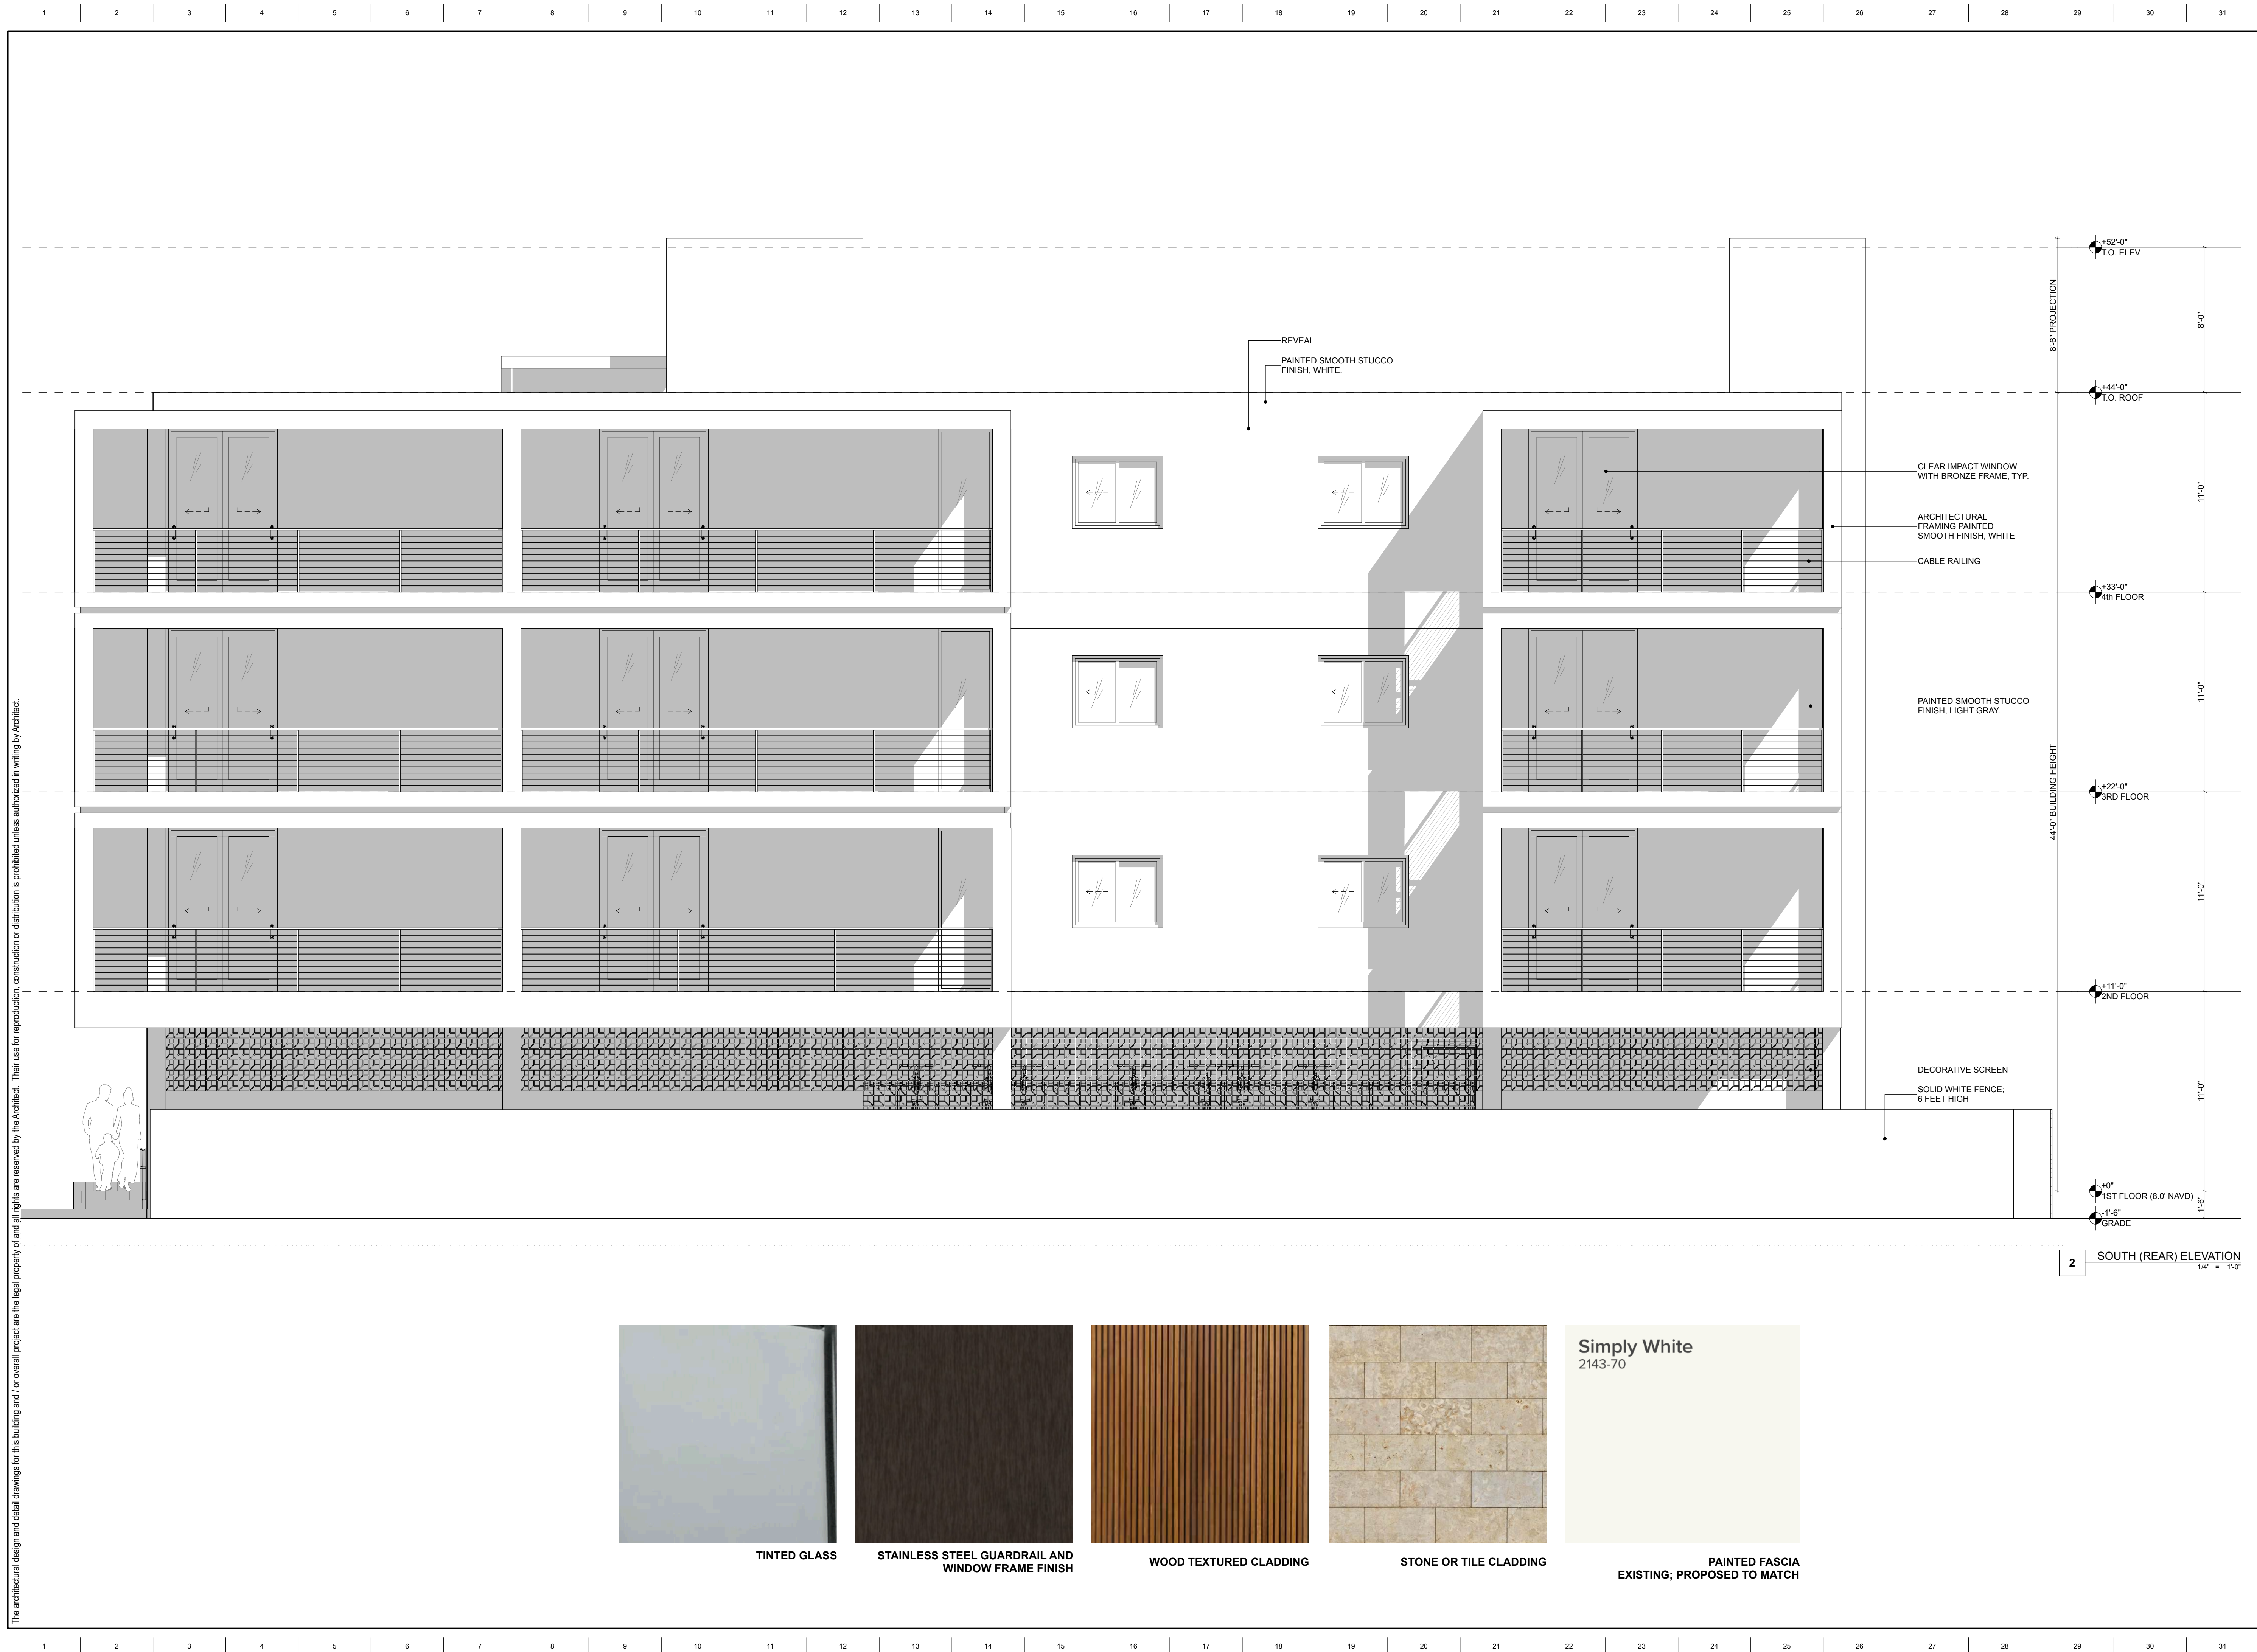 1 2 3 4 5 6 7 8 9 10 11 12 13 14 15 16 17 18 19 20 21 22 23 24 25 26 27 28 29 30 31
The architectural design and detail drawings for this building and / or overall project are the legal property of and all rights are reserved by the Architect. Their use for reproduction, construction or distribution is prohibited unless authorized in writing by Architect.
REVEAL
PAINTED SMOOTH STUCCO
FINISH, WHITE.
CLEAR IMPACT WINDOW
WITH BRONZE FRAME, TYP.
ARCHITECTURAL
FRAMING PAINTED
SMOOTH FINISH, WHITE
CABLE RAILING
PAINTED SMOOTH STUCCO
FINISH, LIGHT GRAY.
DECORATIVE SCREEN
SOLID WHITE FENCE;
6 FEET HIGH
8'-6" PROJECTION
44'-0" BUILDING HEIGHT
+52'-0"
T.O. ELEV
+44'-0"
T.O. ROOF
+33'-0"
4th FLOOR
+22'-0"
3RD FLOOR
+11'-0"
2ND FLOOR
±0"
1ST FLOOR (8.0' NAVD)
-1'-6"
GRADE
8'-0"
11'-0"
11'-0"
11'-0"
11'-0"
1'-6"
2
SOUTH (REAR) ELEVATION
1/4" = 1'-0"
Simply White
2143-70
TINTED GLASS
STAINLESS STEEL GUARDRAIL AND
WINDOW FRAME FINISH
WOOD TEXTURED CLADDING
STONE OR TILE CLADDING
PAINTED FASCIA
EXISTING; PROPOSED TO MATCH
1 2 3 4 5 6 7 8 9 10 11 12 13 14 15 16 17 18 19 20 21 22 23 24 25 26 27 28 29 30 31